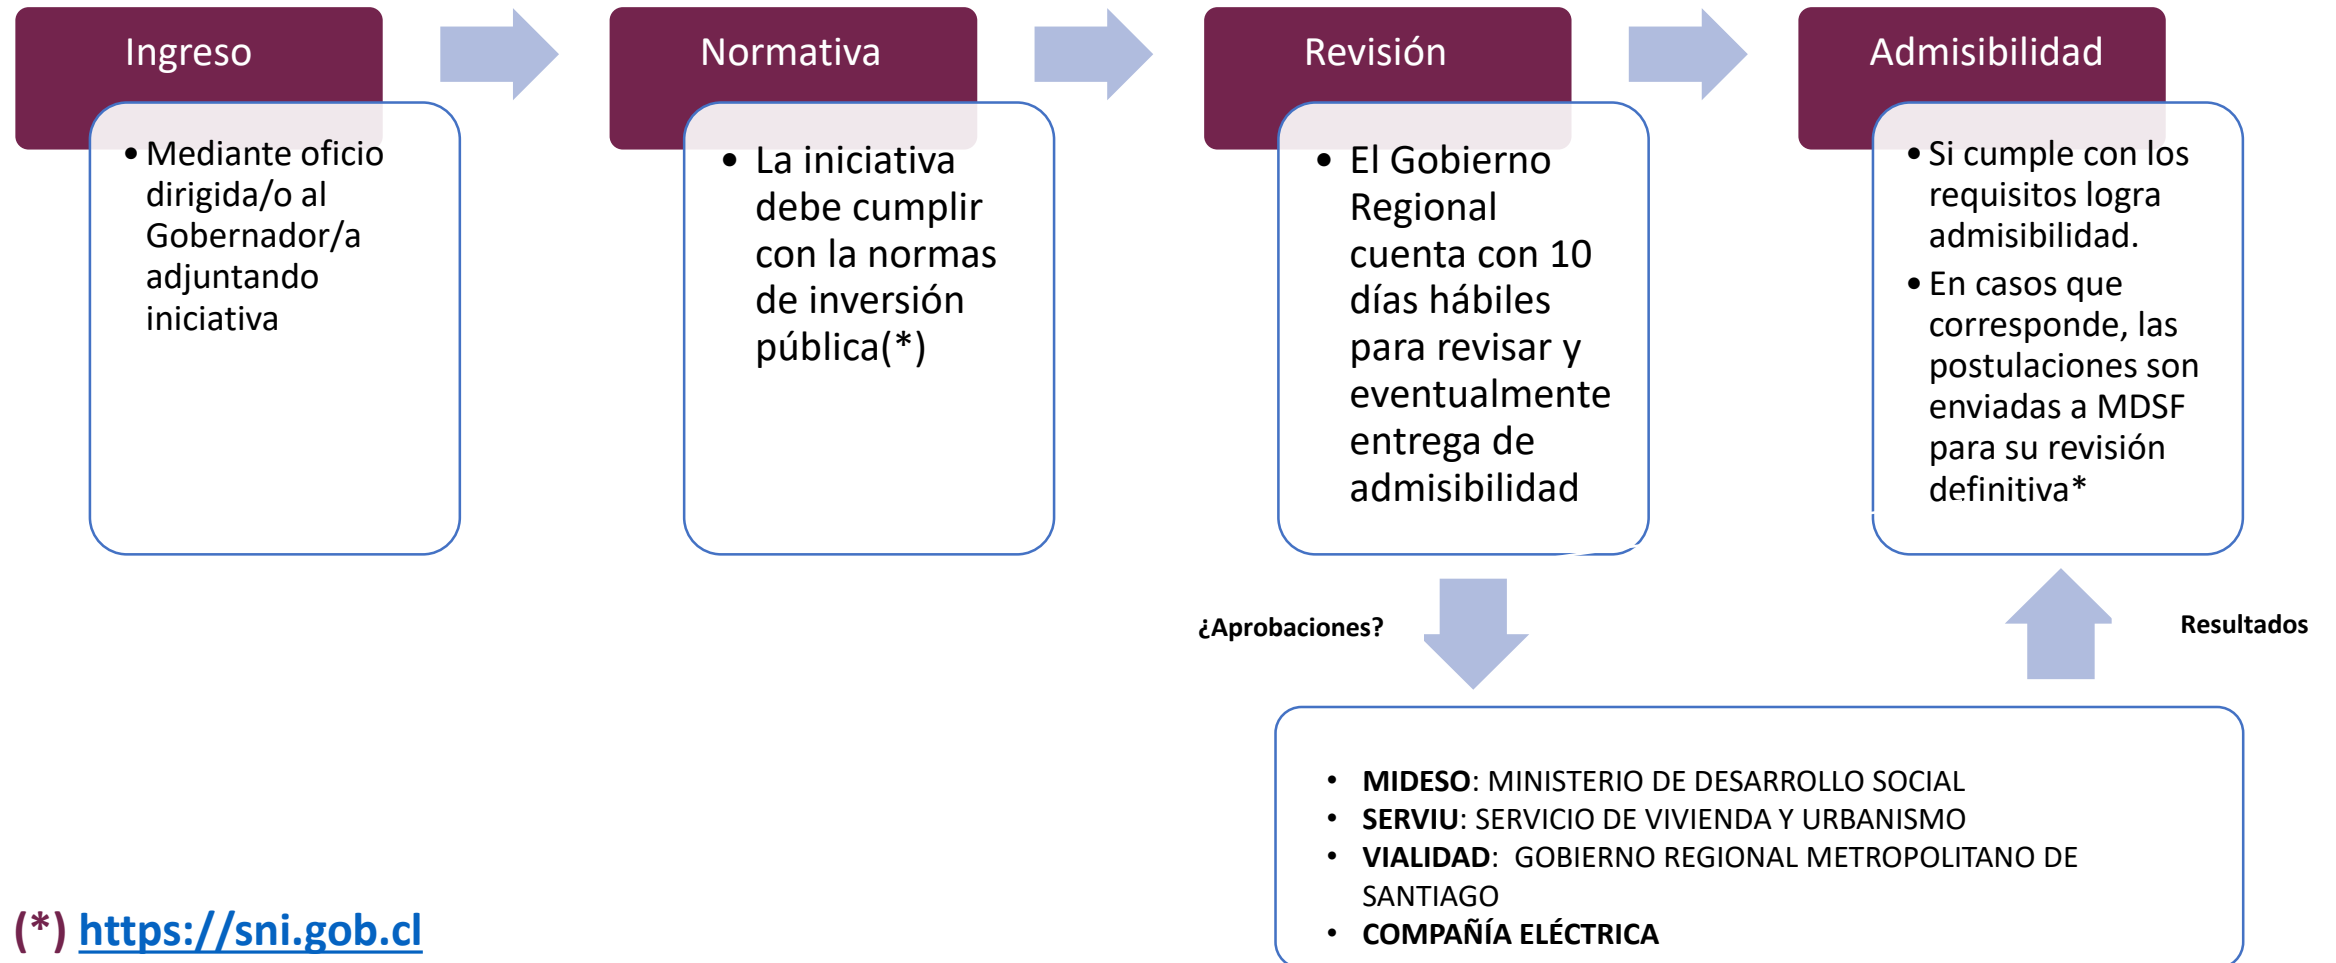 Ingreso
• Mediante oficio
dirigida/o al
Gobernador/a
adjuntando
iniciativa
Normativa
• La iniciativa
debe cumplir
con la normas
de inversión
pública(*)
Revisión
• El Gobierno
Regional
cuenta con 10
días hábiles
para revisar y
eventualmente
entrega de
admisibilidad
Admisibilidad
• Si cumple con los
requisitos logra
admisibilidad.
• En casos que
corresponde, las
postulaciones son
enviadas a MDSF
para su revisión
definitiva*
¿Aprobaciones?
Resultados
• MIDESO: MINISTERIO DE DESARROLLO SOCIAL
• SERVIU: SERVICIO DE VIVIENDA Y URBANISMO
• VIALIDAD: GOBIERNO REGIONAL METROPOLITANO DE
SANTIAGO
• COMPAÑÍA ELÉCTRICA
(*) https://sni.gob.cl